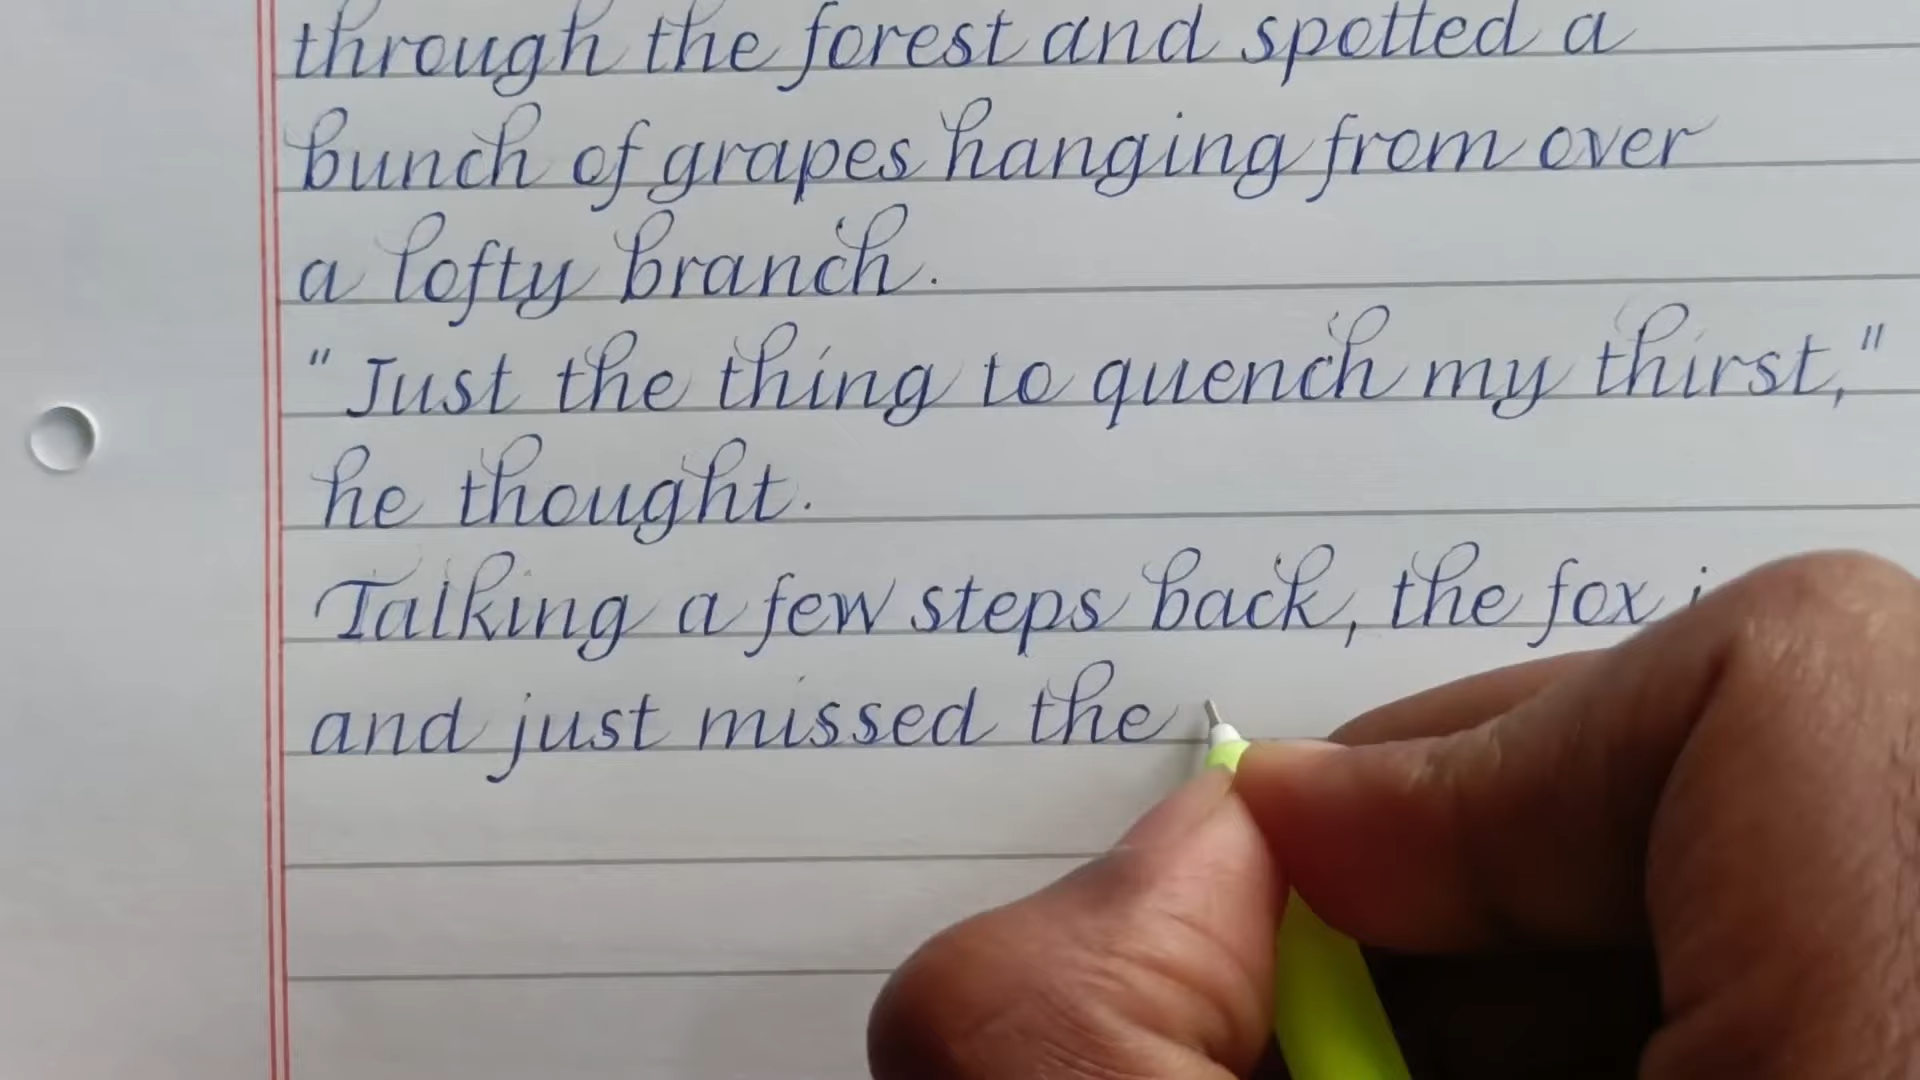 through the forest and spotted a
bunch of grapes hanging from over
a lofty branch.
"Just the thing to quench my thirst,"
he thought.
Talking a few steps back, the fox
and just missed the